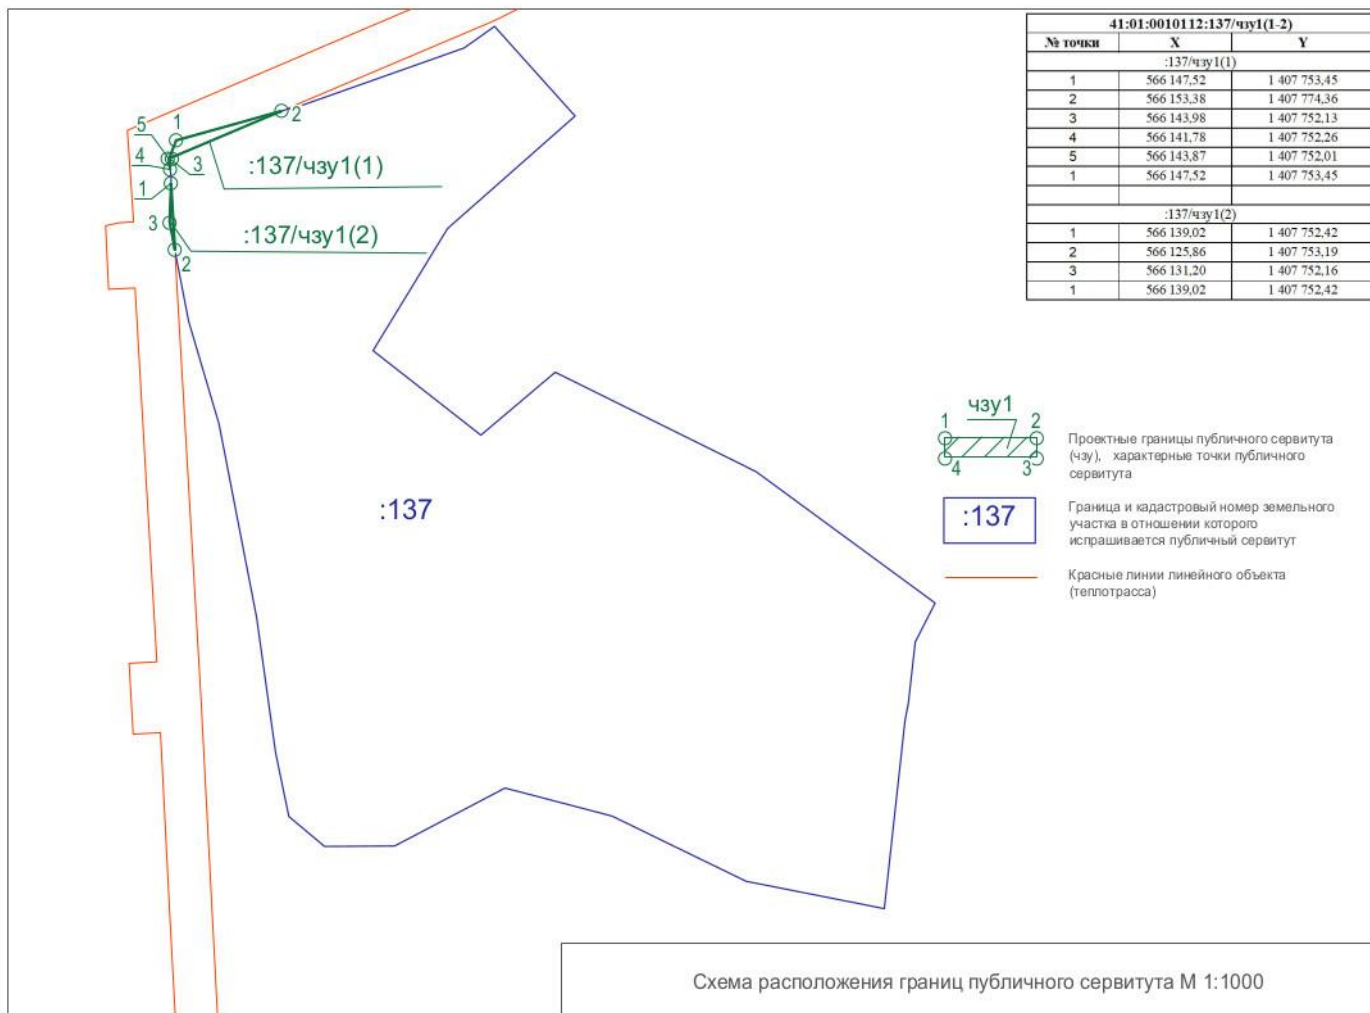 41:01:0010112:137/чзу1(1-2)
№ точки X Y
:137/чзу1(1)
1 566 147,52 1 407 753,45
2 566 153,38 1 407 774,36
3 566 143,98 1 407 752,13
4 566 141,78 1 407 752,26
5 566 143,87 1 407 752,01
1 566 147,52 1 407 753,45
:137/чзу1(2)
1 566 139,02 1 407 752,42
2 566 125,86 1 407 753,19
3 566 131,20 1 407 752,16
1 566 139,02 1 407 752,42
5
1
2
4
3
:137/чзу1(1)
1
3
:137/чзу1(2)
2
:137
чзу1
1
2
4
3
Проектные границы публичного сервитута
(чзу), характерные точки публичного
сервитута
:137
Граница и кадастровый номер земельного
участка в отношении которого
испрашивается публичный сервитут
Красные линии линейного объекта
(теплотрасса)
Схема расположения границ публичного сервитута М 1:1000